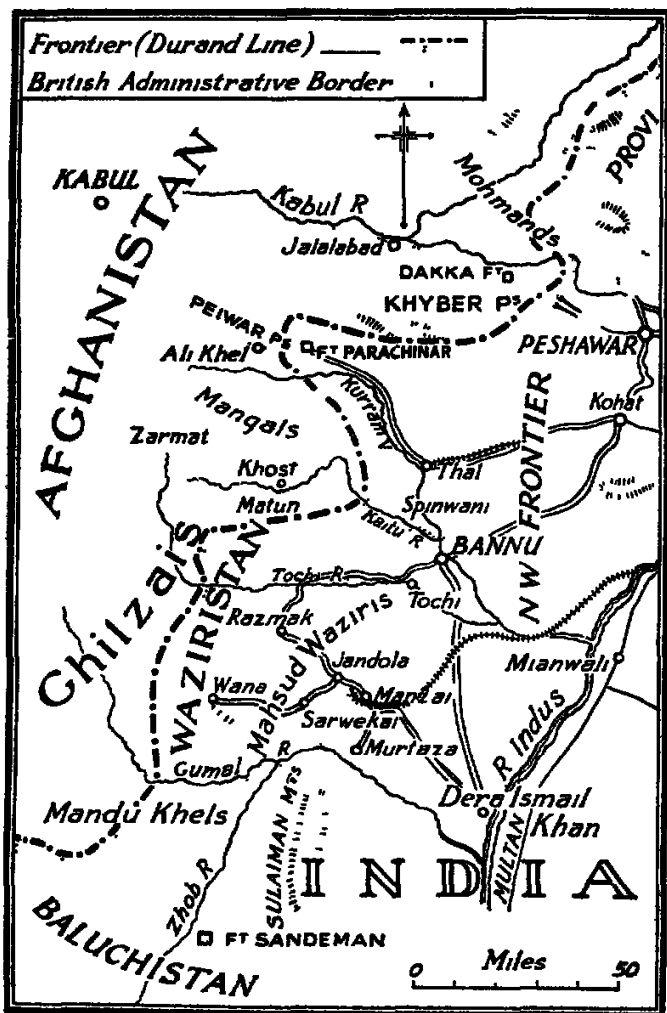 Frontier (Durand Line)
British Administrative Border
KABUL
AFGHANISTAN
Kabul R
Jalalabad
Mohmands
PROVI
DAKKA FT
KHYBER Ps
PEIWAR Ps
FT PARACHINAR
PESHAWAR
Ali Khel
Kurram V
Mangals
Kohat
Zarmat
Thal
Khost
Matun
Spinwani
Kaitu R
N W FRONTIER
BANNU
Ghilzais
WAZIRISTAN
Tochi R
Tochi
Razmak
Mahsud Waziris
Jandola
Mianwali
Wana
Manzai
Sarwekai
Murtaza
R Indus
Gumal R
Mandu Khels
Dera Ismail
Khan
MULTAN
SULAIMAN MTS
INDIA
Zhob R
FT SANDEMAN
BALUCHISTAN
Miles
0 50